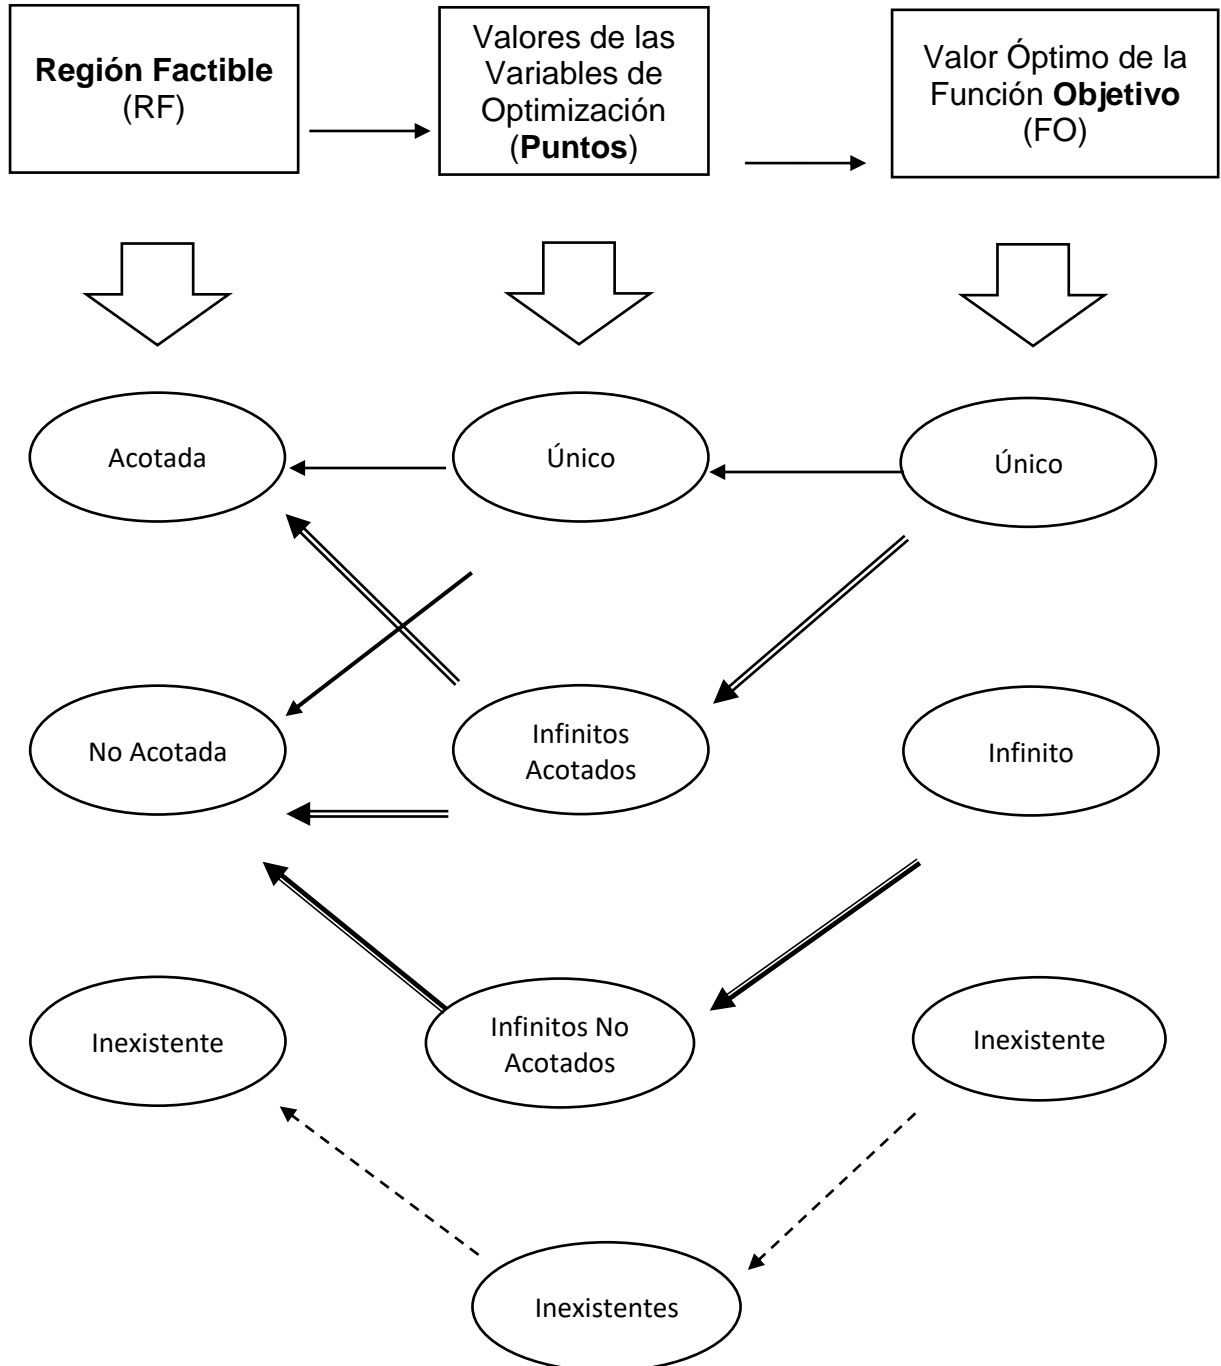 Región Factible
(RF)
Valores de las
Variables de
Optimización
(Puntos)
Valor Óptimo de la
Función Objetivo
(FO)
Acotada
Único
Único
No Acotada
Infinitos
Acotados
Infinito
Inexistente
Infinitos No
Acotados
Inexistente
Inexistentes